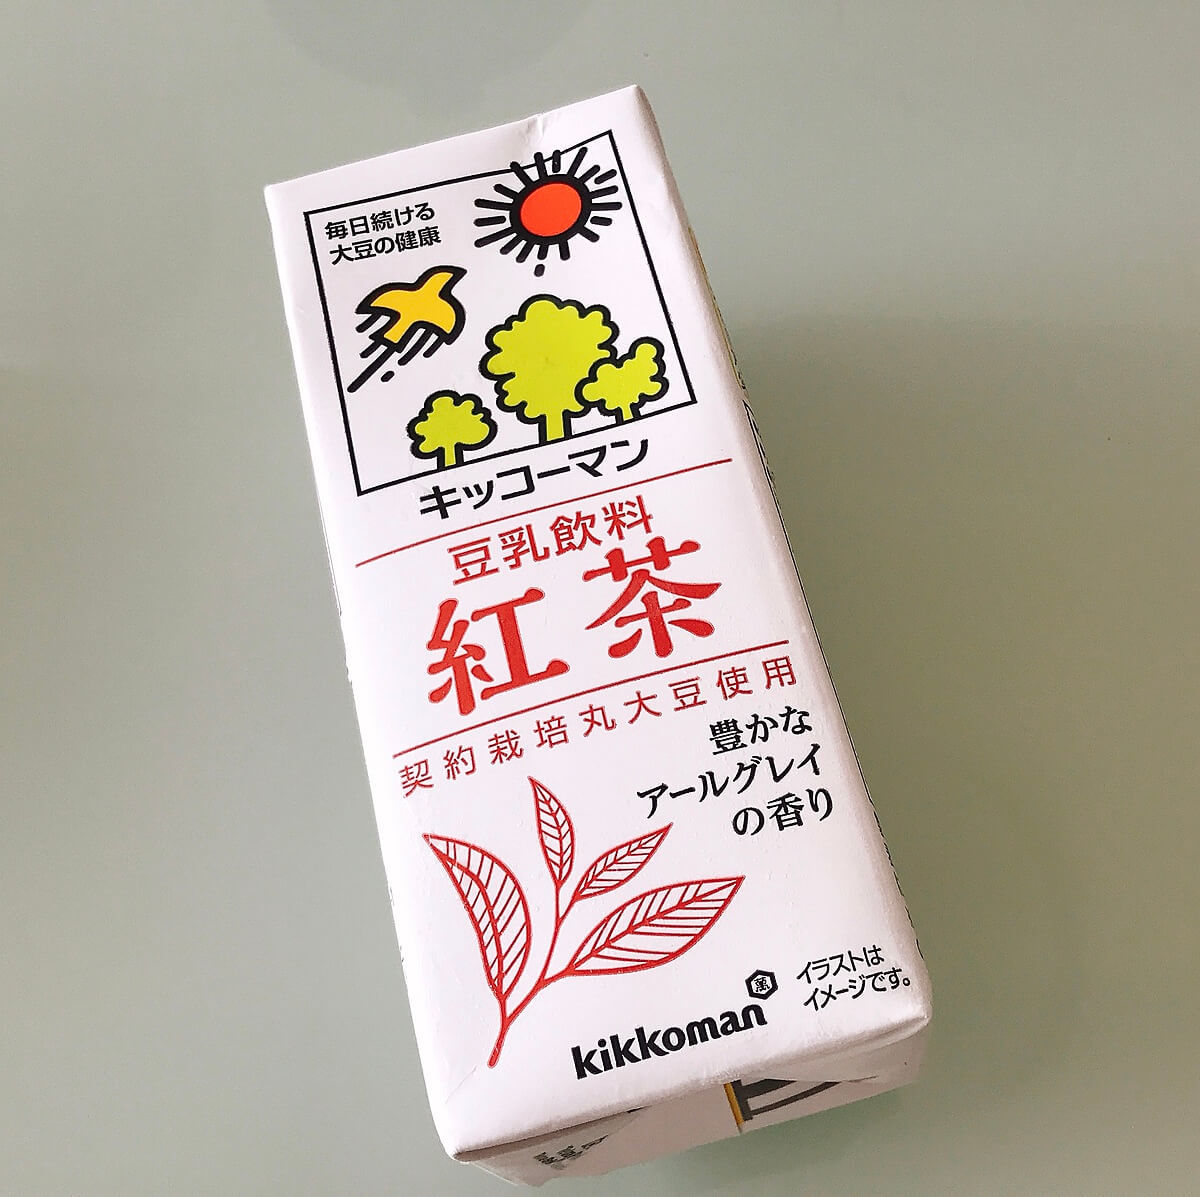 毎日続ける
大豆の健康
キッコーマン
豆乳飲料
紅茶
契約栽培丸大豆使用
豊かな
アールグレイ
の香り
萬
kikkoman
イラストは
イメージです。